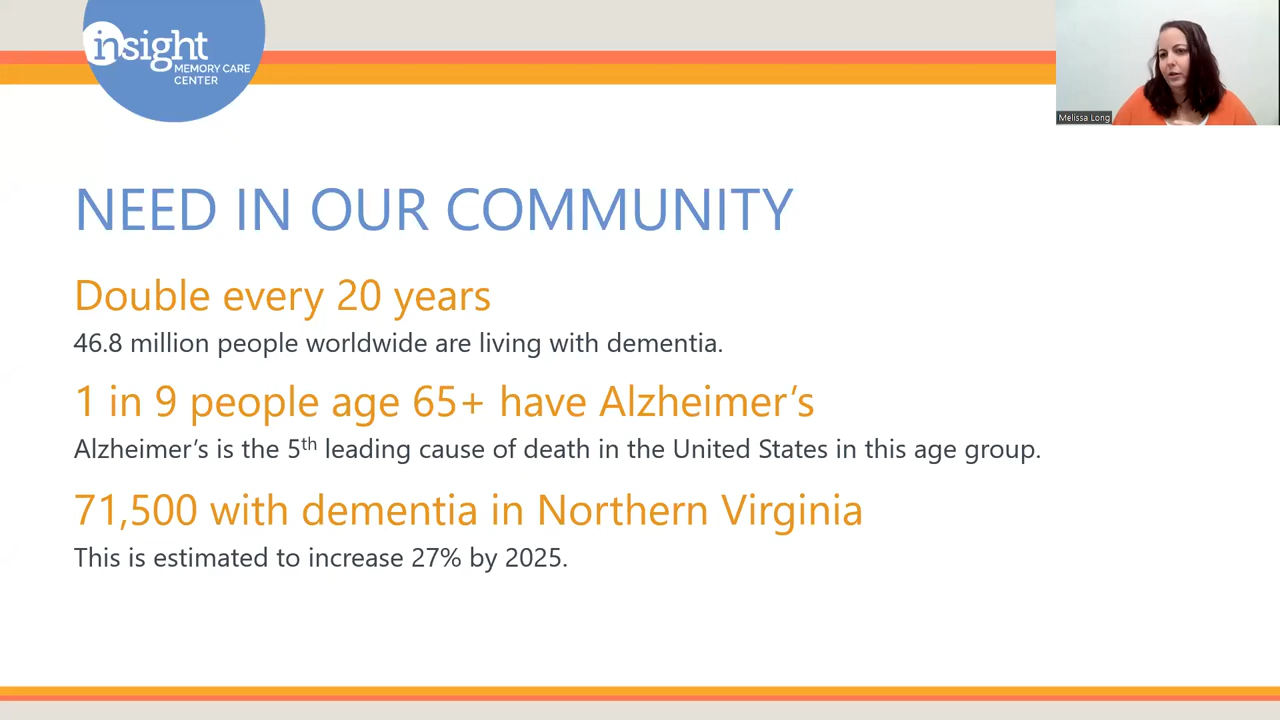 insight
MEMORY CARE
CENTER
Melissa Long
NEED IN OUR COMMUNITY
Double every 20 years
46.8 million people worldwide are living with dementia.
1 in 9 people age 65+ have Alzheimer’s
Alzheimer’s is the 5th leading cause of death in the United States in this age group.
71,500 with dementia in Northern Virginia
This is estimated to increase 27% by 2025.